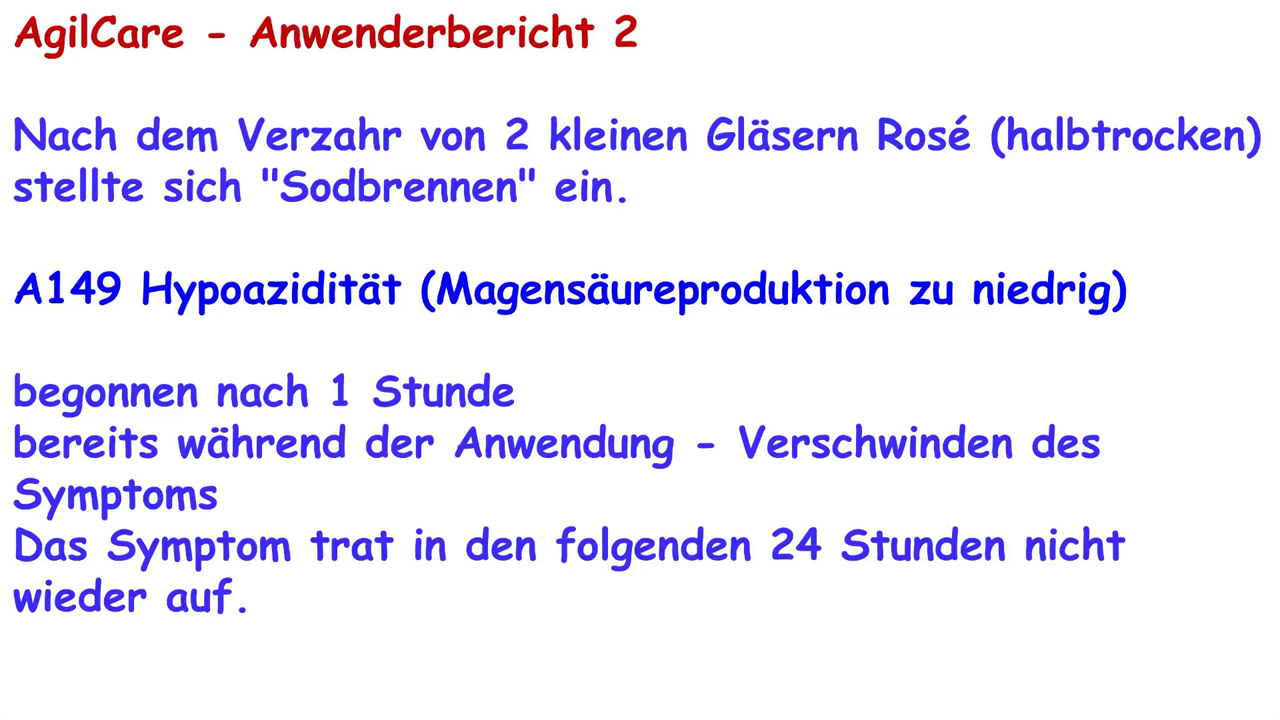 AgilCare - Anwenderbericht 2
Nach dem Verzahr von 2 kleinen Gläsern Rosé (halbtrocken)
stellte sich "Sodbrennen" ein.
A149 Hypoazidität (Magensäureproduktion zu niedrig)
begonnen nach 1 Stunde
bereits während der Anwendung - Verschwinden des
Symptoms
Das Symptom trat in den folgenden 24 Stunden nicht
wieder auf.